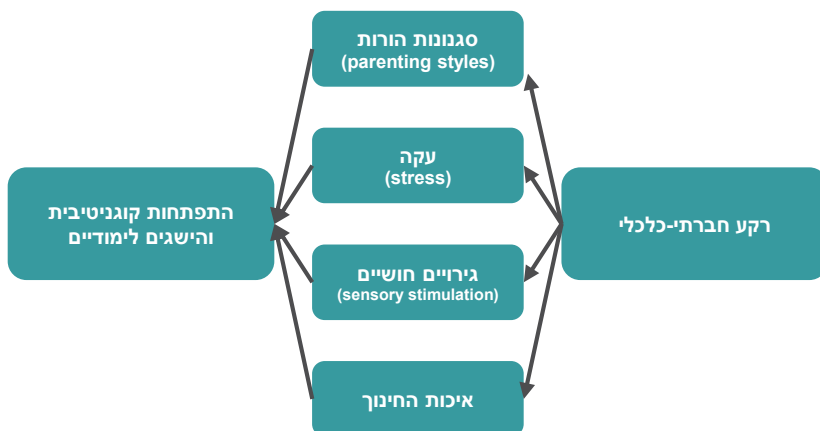 סגנונות הורות
(parenting styles)
עקה
(stress)
רקע חברתי-כלכלי
התפתחות קוגניטיבית
והישגים לימודיים
גירויים חושיים
(sensory stimulation)
איכות החינוך